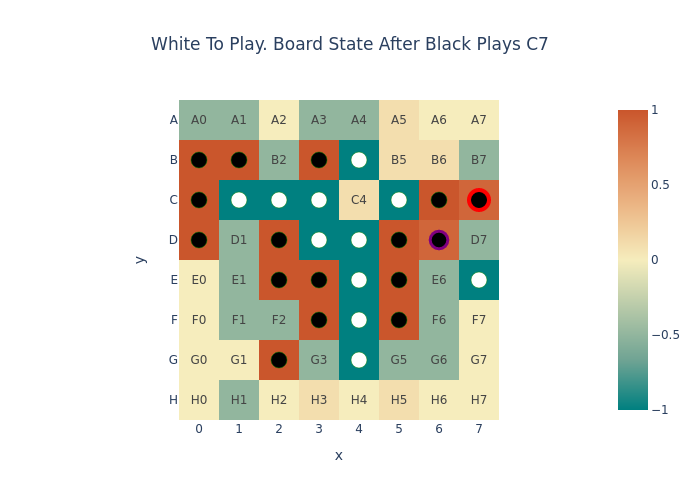 White To Play. Board State After Black Plays C7
A A0 A1 A2 A3 A4 A5 A6 A7
B B2 B5 B6 B7
C C4
D D1 D7
E E0 E1 E6
F F0 F1 F2 F6 F7
G G0 G1 G3 G5 G6 G7
H H0 H1 H2 H3 H4 H5 H6 H7
0 1 2 3 4 5 6 7
x
y
1
0.5
0
−0.5
−1